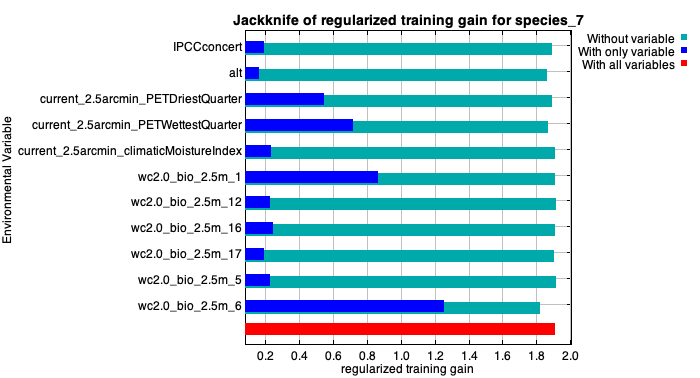 Jackknife of regularized training gain for species_7
Without variable
With only variable
With all variables
Environmental Variable
IPCCconcert
alt
current_2.5arcmin_PETDriestQuarter
current_2.5arcmin_PETWettestQuarter
current_2.5arcmin_climaticMoistureIndex
wc2.0_bio_2.5m_1
wc2.0_bio_2.5m_12
wc2.0_bio_2.5m_16
wc2.0_bio_2.5m_17
wc2.0_bio_2.5m_5
wc2.0_bio_2.5m_6
0.2 0.4 0.6 0.8 1.0 1.2 1.4 1.6 1.8 2.0
regularized training gain